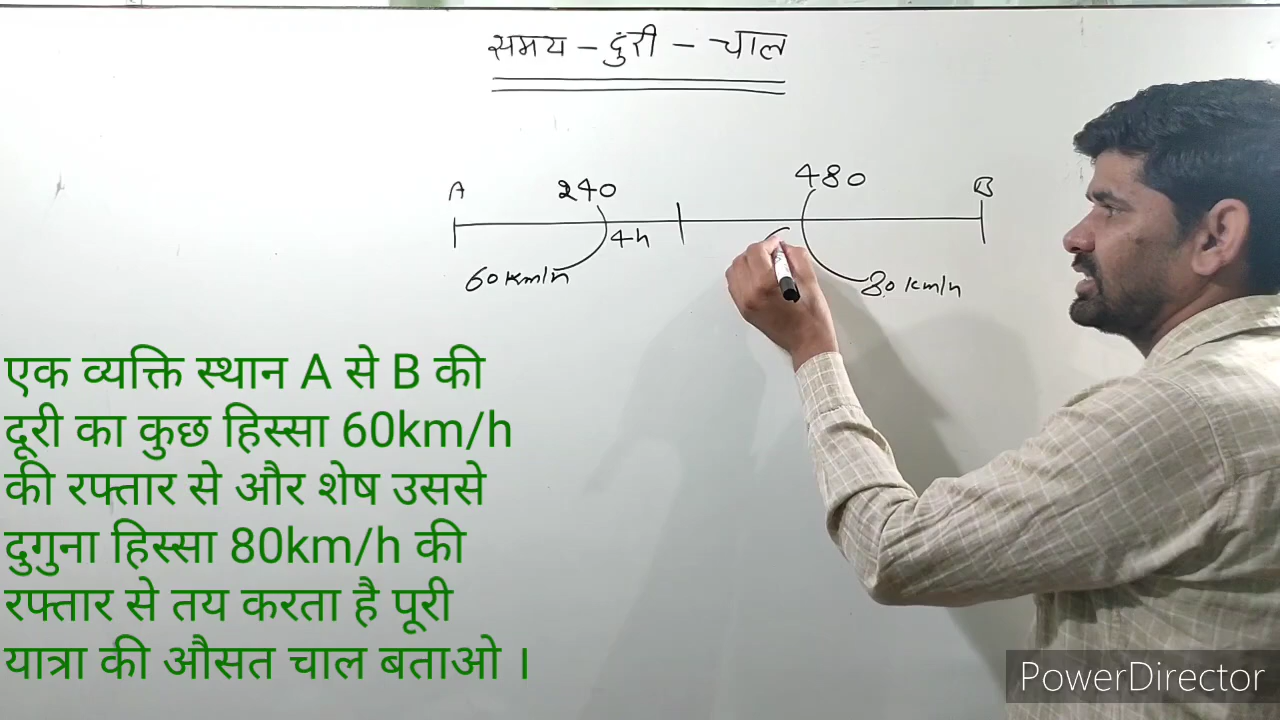 समय - दुरी - चाल
A 240 480 B
4h
60 km/h 80 km/h
एक व्यक्ति स्थान A से B की
दूरी का कुछ हिस्सा 60km/h
की रफ्तार से और शेष उससे
दुगुना हिस्सा 80km/h की
रफ्तार से तय करता है पूरी
यात्रा की औसत चाल बताओ ।
PowerDirector